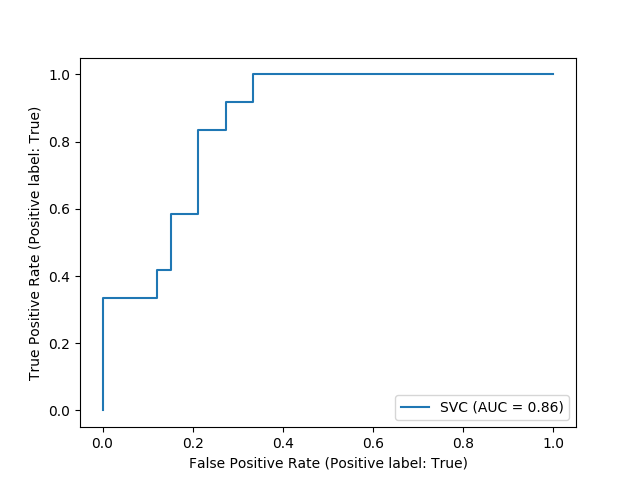 1.0
0.8
0.6
0.4
0.2
0.0
True Positive Rate (Positive label: True)
SVC (AUC = 0.86)
0.0 0.2 0.4 0.6 0.8 1.0
False Positive Rate (Positive label: True)